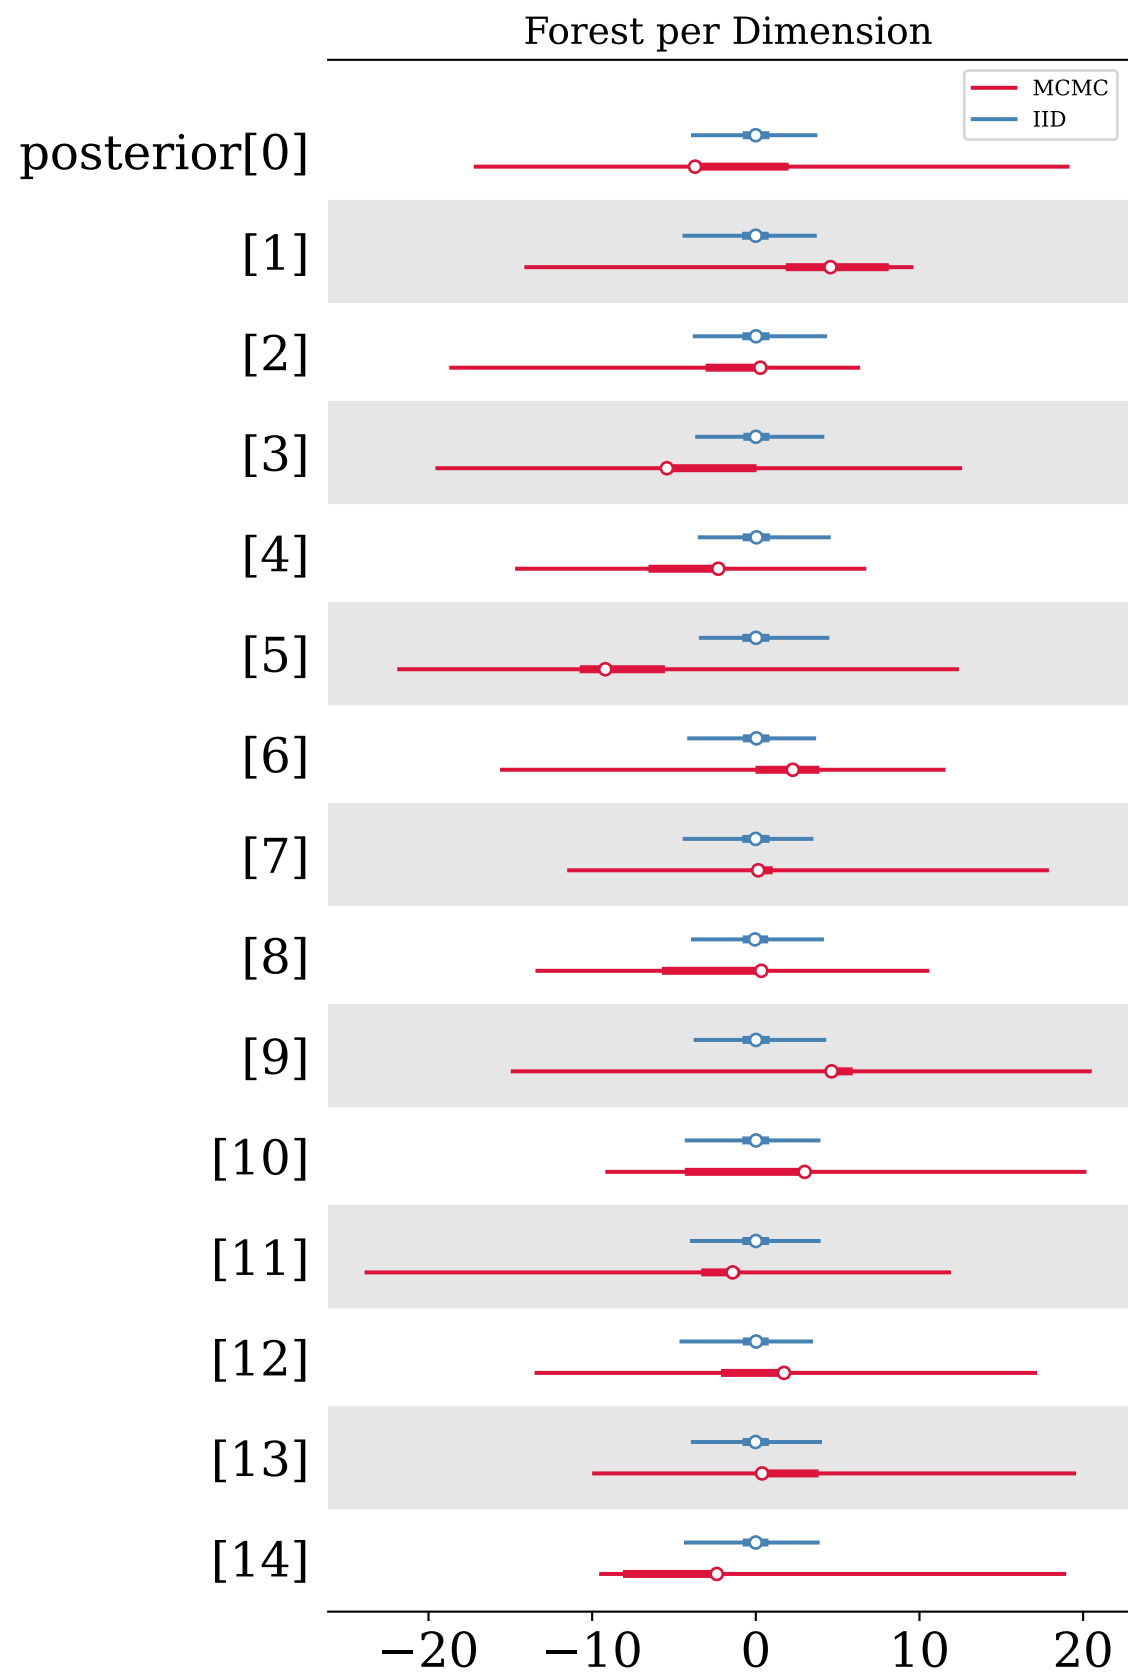 Forest per Dimension
MCMC
IID
posterior[0]
[1]
[2]
[3]
[4]
[5]
[6]
[7]
[8]
[9]
[10]
[11]
[12]
[13]
[14]
−20 −10 0 10 20